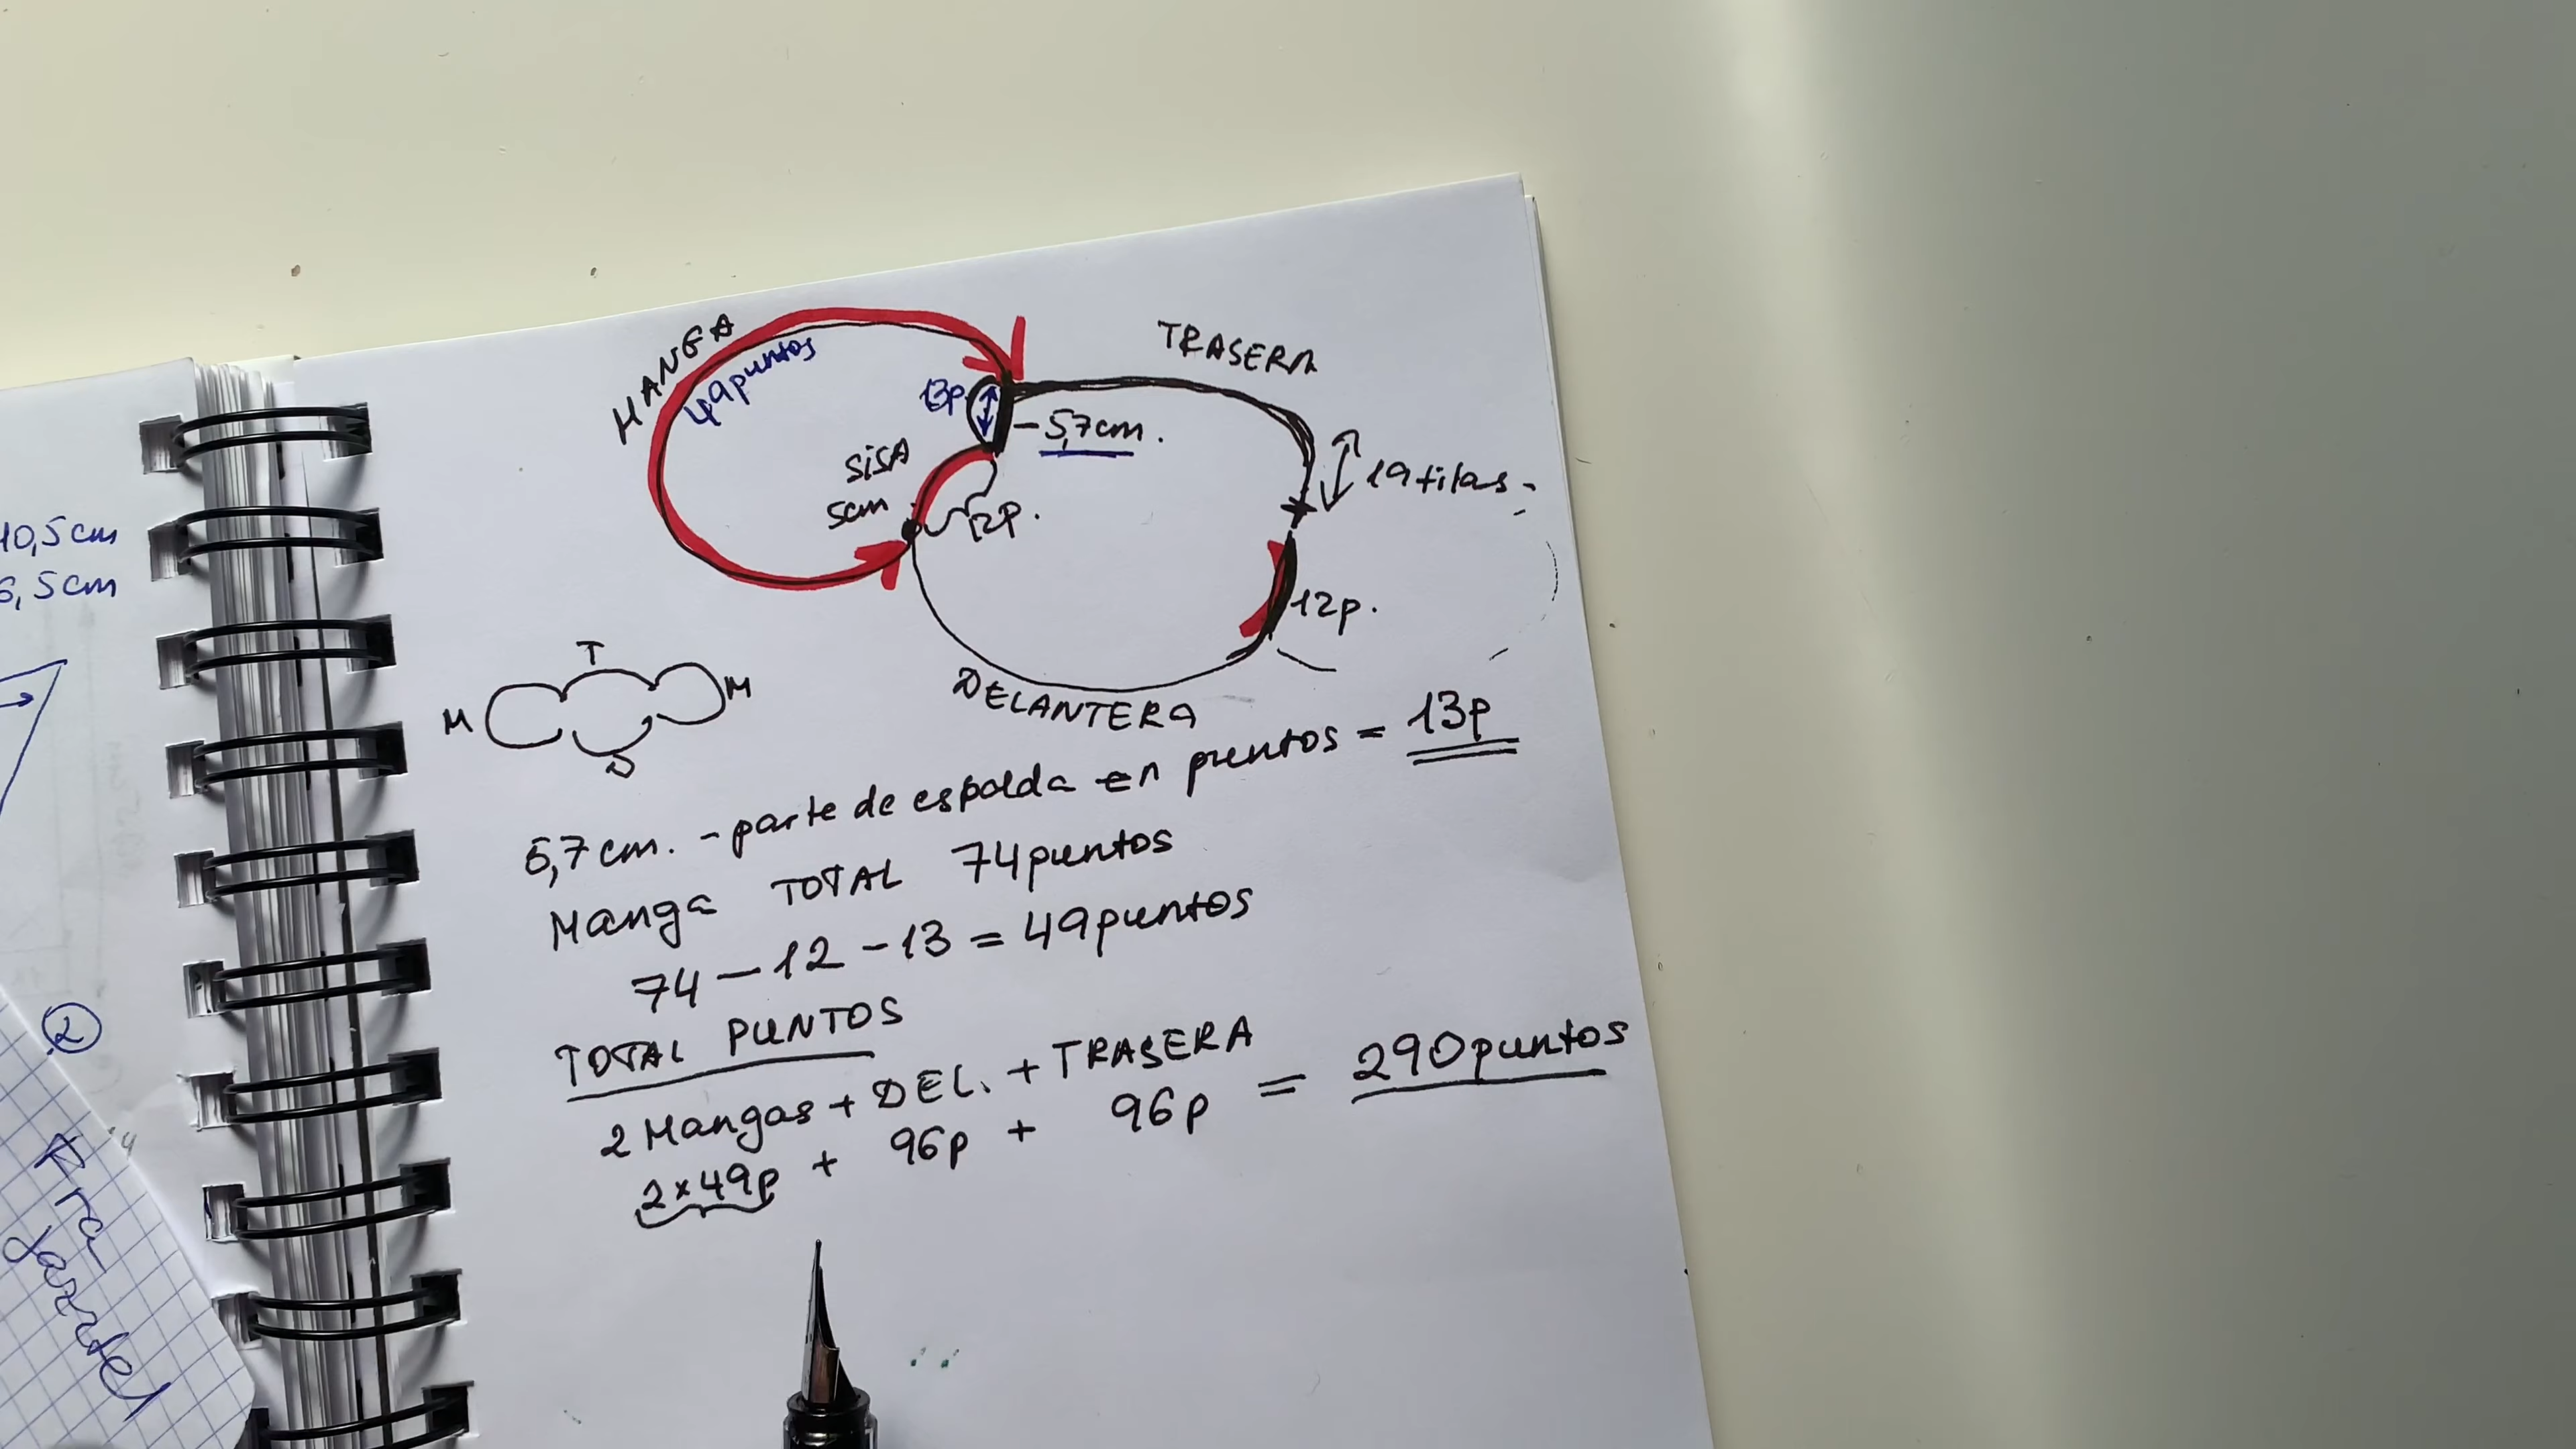 10,5cm
6,5cm
2
MANGA
49puntos
TRASERA
13p.
-5,7cm.
SISA
5cm
12p.
19filas-
12p.
DELANTERA
T
M
M
D
5,7cm. - parte de espalda en puntos = 13p
Manga TOTAL 74puntos
74 - 12 - 13 = 49puntos
TOTAL PUNTOS
2 Mangas + DEL. + TRASERA = 290puntos
2x49p + 96p + 96p